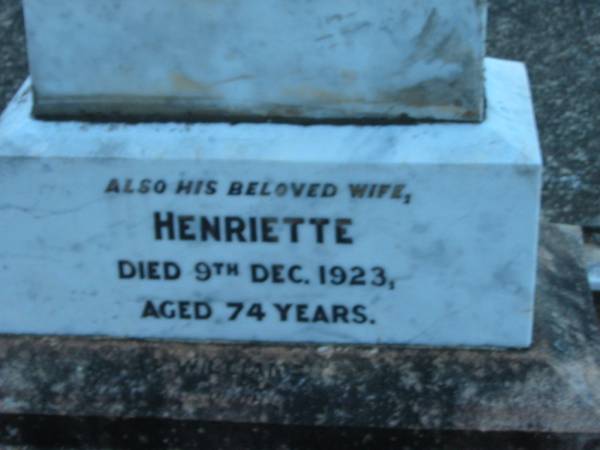 ALSO HIS BELOVED WIFE,
HENRIETTE
DIED 9TH DEC. 1923,
AGED 74 YEARS.